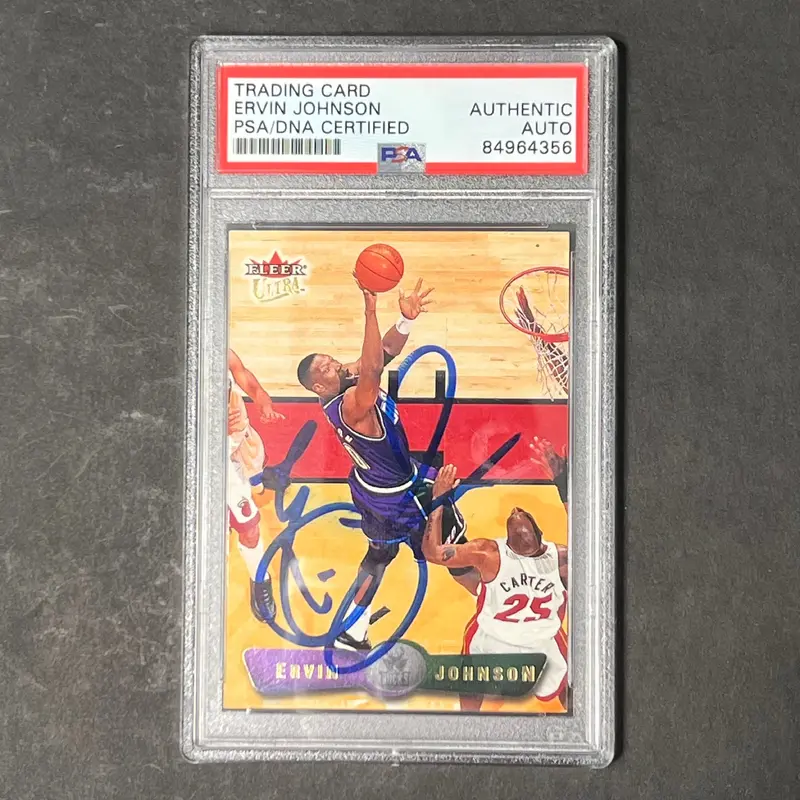 TRADING CARD
ERVIN JOHNSON
PSA/DNA CERTIFIED
AUTHENTIC
AUTO
84964356
PSA
FLEER
ULTRA
CARTER
25
ERVIN JOHNSON